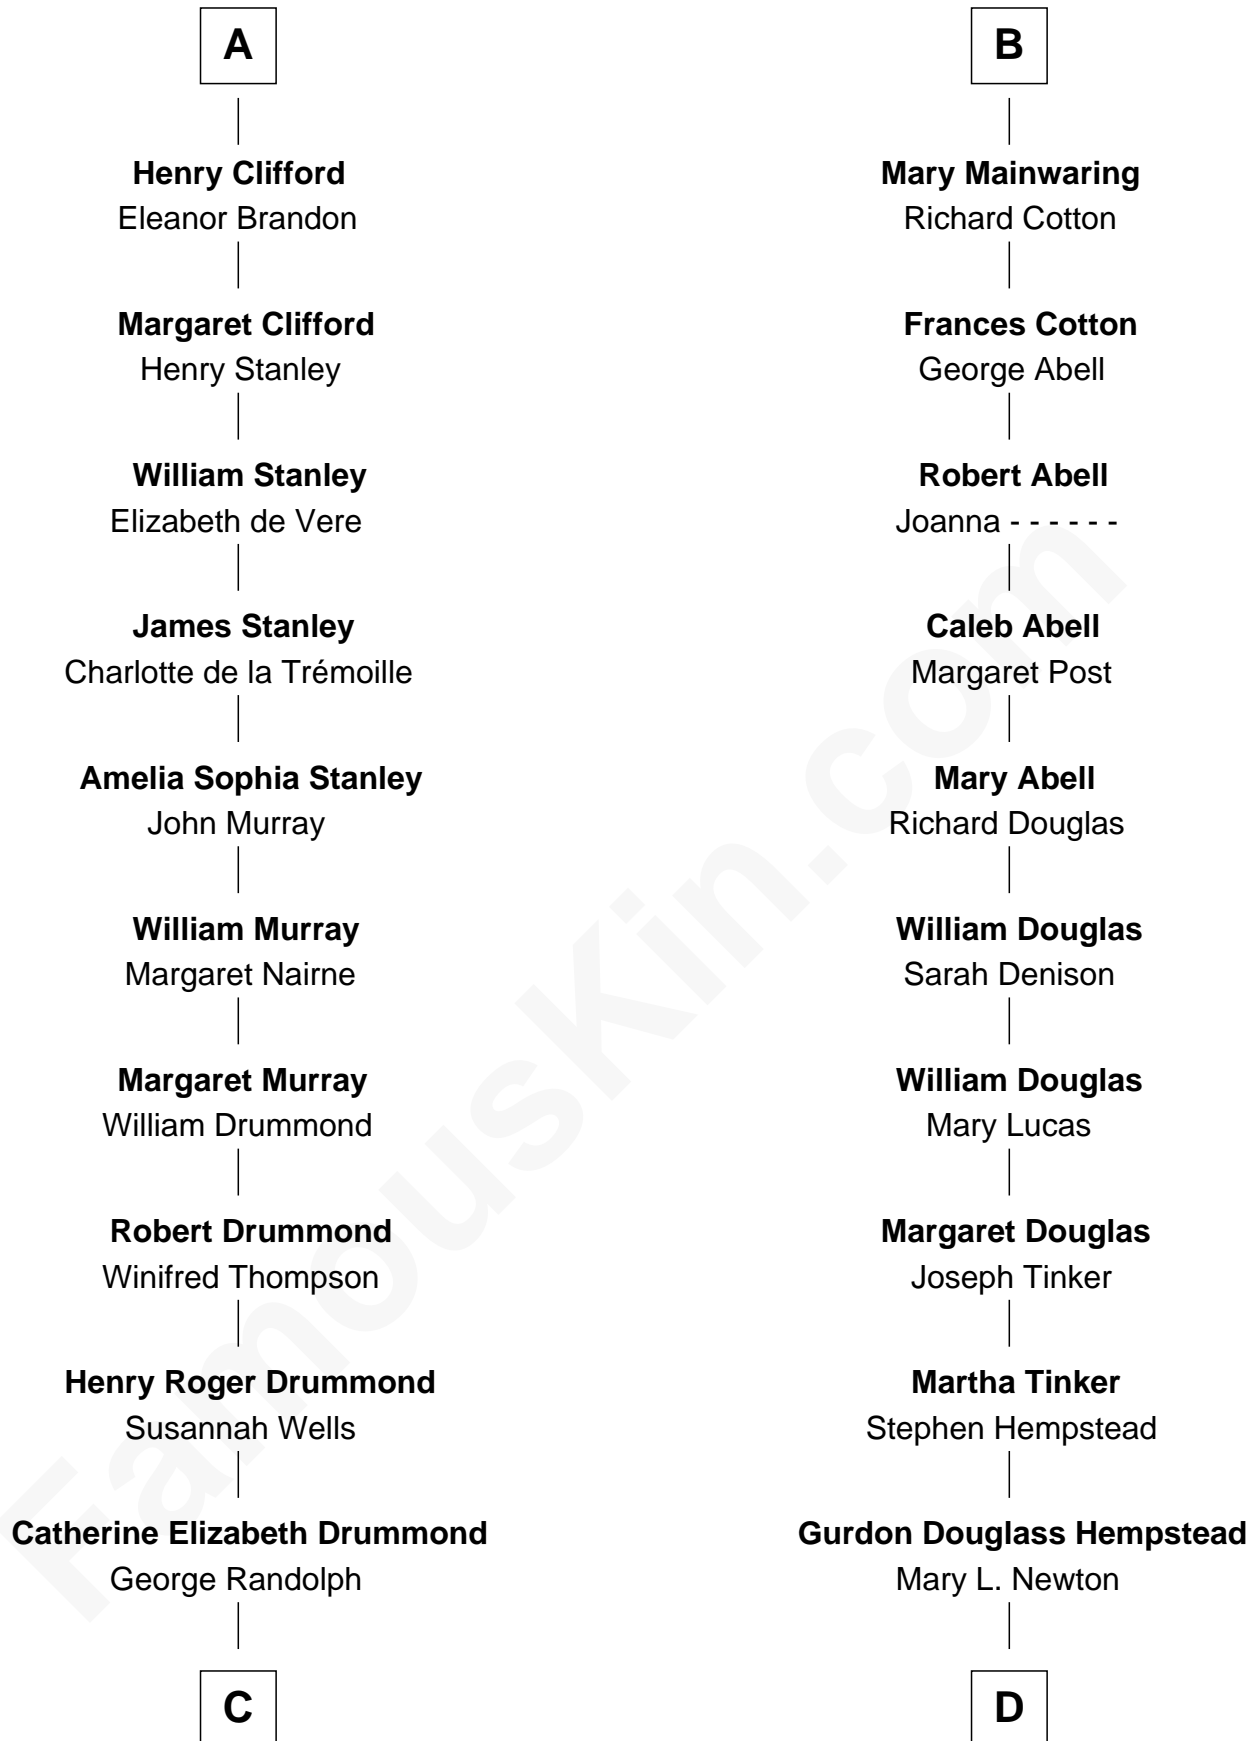 A
Henry Clifford
Eleanor Brandon
Margaret Clifford
Henry Stanley
William Stanley
Elizabeth de Vere
James Stanley
Charlotte de la Trémoille
Amelia Sophia Stanley
John Murray
William Murray
Margaret Nairne
Margaret Murray
William Drummond
Robert Drummond
Winifred Thompson
Henry Roger Drummond
Susannah Wells
Catherine Elizabeth Drummond
George Randolph
C
B
Mary Mainwaring
Richard Cotton
Frances Cotton
George Abell
Robert Abell
Joanna - - - - - -
Caleb Abell
Margaret Post
Mary Abell
Richard Douglas
William Douglas
Sarah Denison
William Douglas
Mary Lucas
Margaret Douglas
Joseph Tinker
Martha Tinker
Stephen Hempstead
Gurdon Douglass Hempstead
Mary L. Newton
D
FamousKin.com